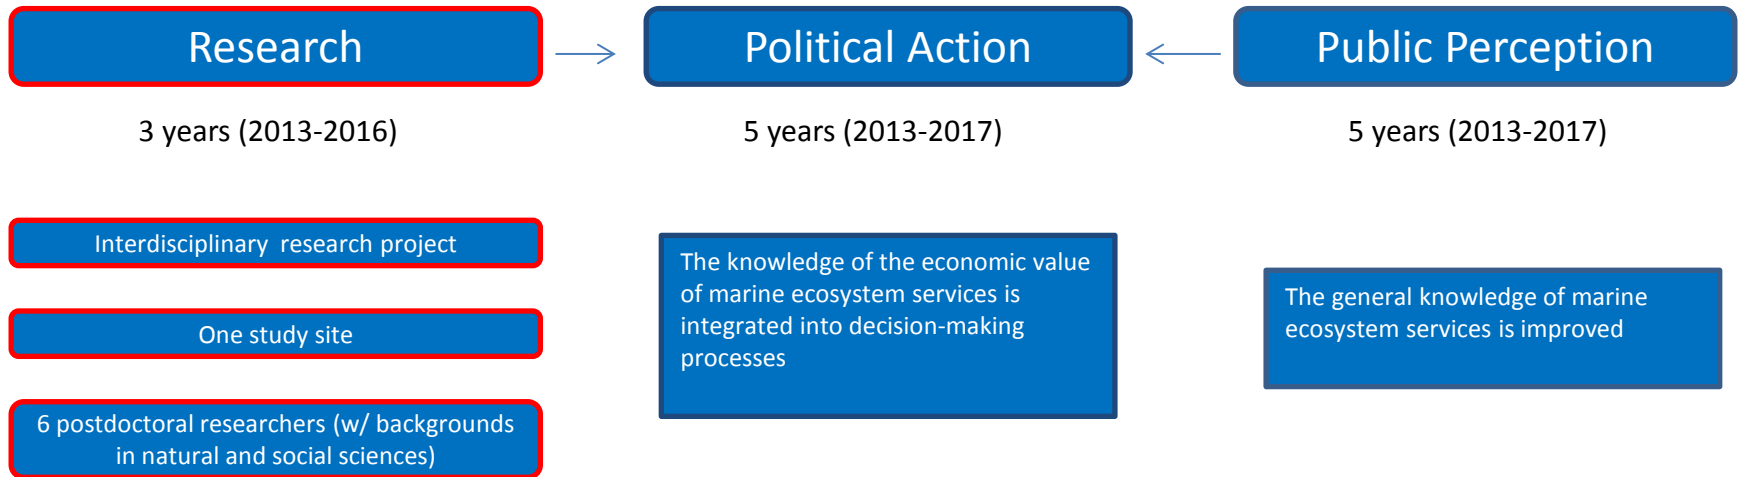 Research
Political Action
Public Perception
3 years (2013-2016)
5 years (2013-2017)
5 years (2013-2017)
Interdisciplinary research project
One study site
6 postdoctoral researchers (w/ backgrounds
in natural and social sciences)
The knowledge of the economic value
of marine ecosystem services is
integrated into decision-making
processes
The general knowledge of marine
ecosystem services is improved